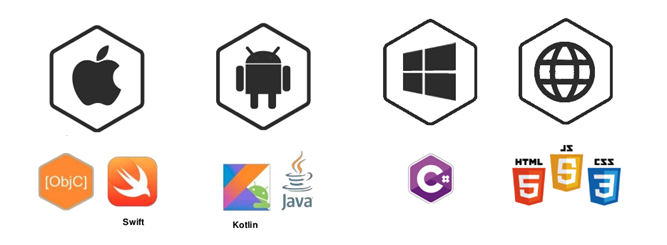 [ObjC]
Swift
Kotlin
Java
C#
HTML
5
JS
5
CSS
3